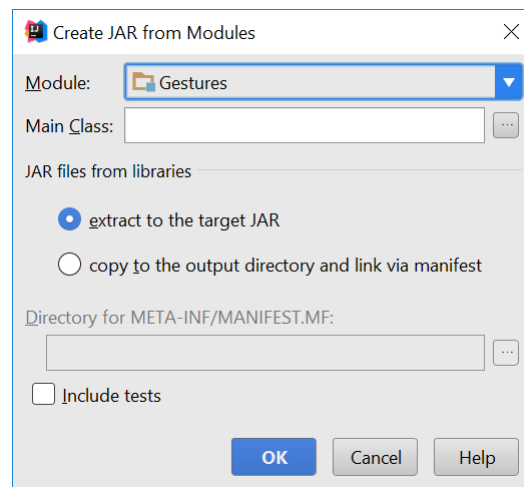 Create JAR from Modules
Module: Gestures
Main Class: ...
JAR files from libraries
extract to the target JAR
copy to the output directory and link via manifest
Directory for META-INF/MANIFEST.MF:
...
Include tests
OK Cancel Help